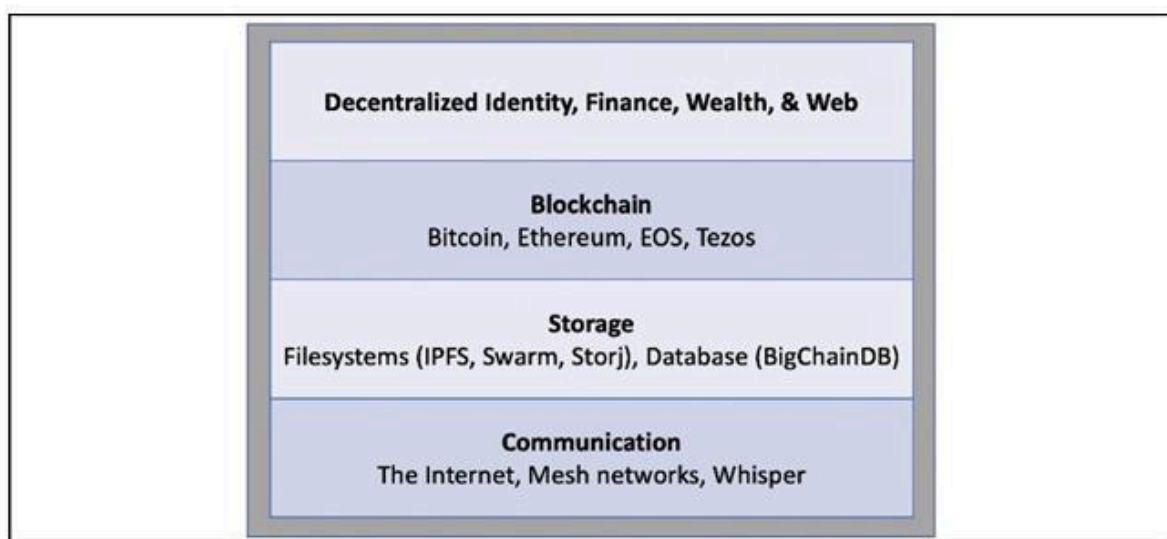 Decentralized Identity, Finance, Wealth, & Web
Blockchain
Bitcoin, Ethereum, EOS, Tezos
Storage
Filesystems (IPFS, Swarm, Storj), Database (BigChainDB)
Communication
The Internet, Mesh networks, Whisper